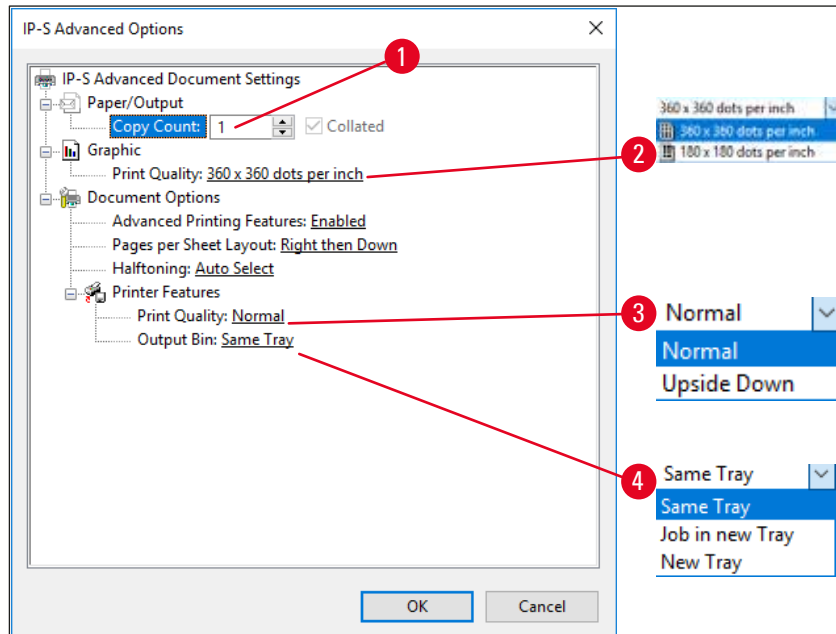 IP-S Advanced Options
IP-S Advanced Document Settings
Paper/Output
Copy Count: 1 Collated
Graphic
Print Quality: 360 x 360 dots per inch
Document Options
Advanced Printing Features: Enabled
Pages per Sheet Layout: Right then Down
Halftoning: Auto Select
Printer Features
Print Quality: Normal
Output Bin: Same Tray
OK Cancel
1
2
360 x 360 dots per inch
360 x 360 dots per inch
180 x 180 dots per inch
3
Normal
Normal
Upside Down
4
Same Tray
Same Tray
Job in new Tray
New Tray